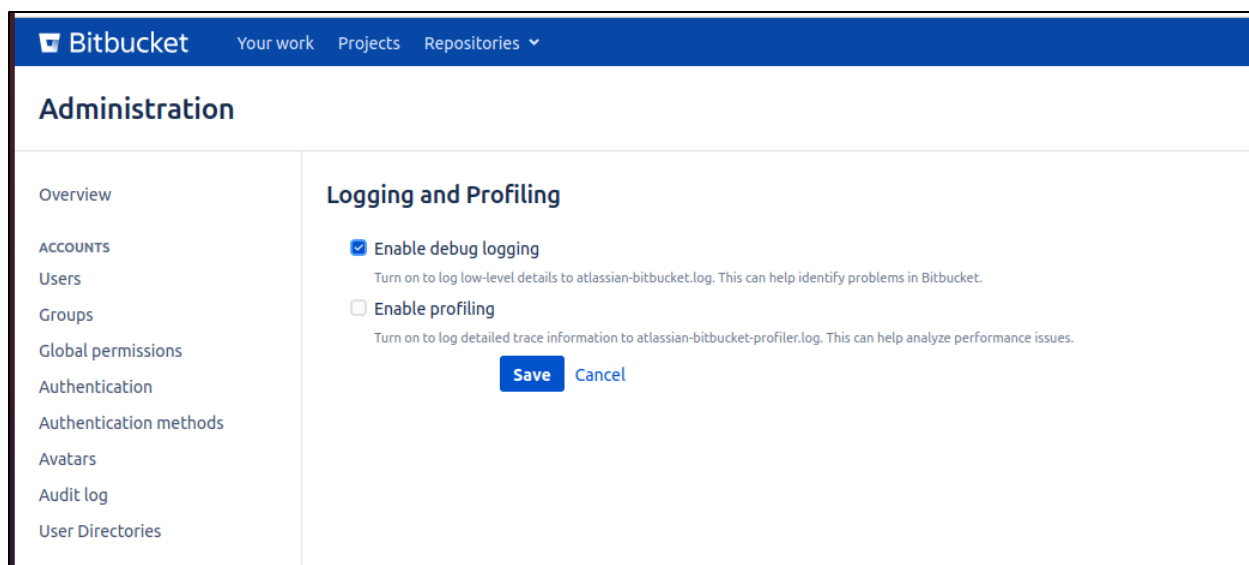 Bitbucket Your work Projects Repositories
Administration
Overview
ACCOUNTS
Users
Groups
Global permissions
Authentication
Authentication methods
Avatars
Audit log
User Directories
Logging and Profiling
Enable debug logging
Turn on to log low-level details to atlassian-bitbucket.log. This can help identify problems in Bitbucket.
Enable profiling
Turn on to log detailed trace information to atlassian-bitbucket-profiler.log. This can help analyze performance issues.
Save Cancel